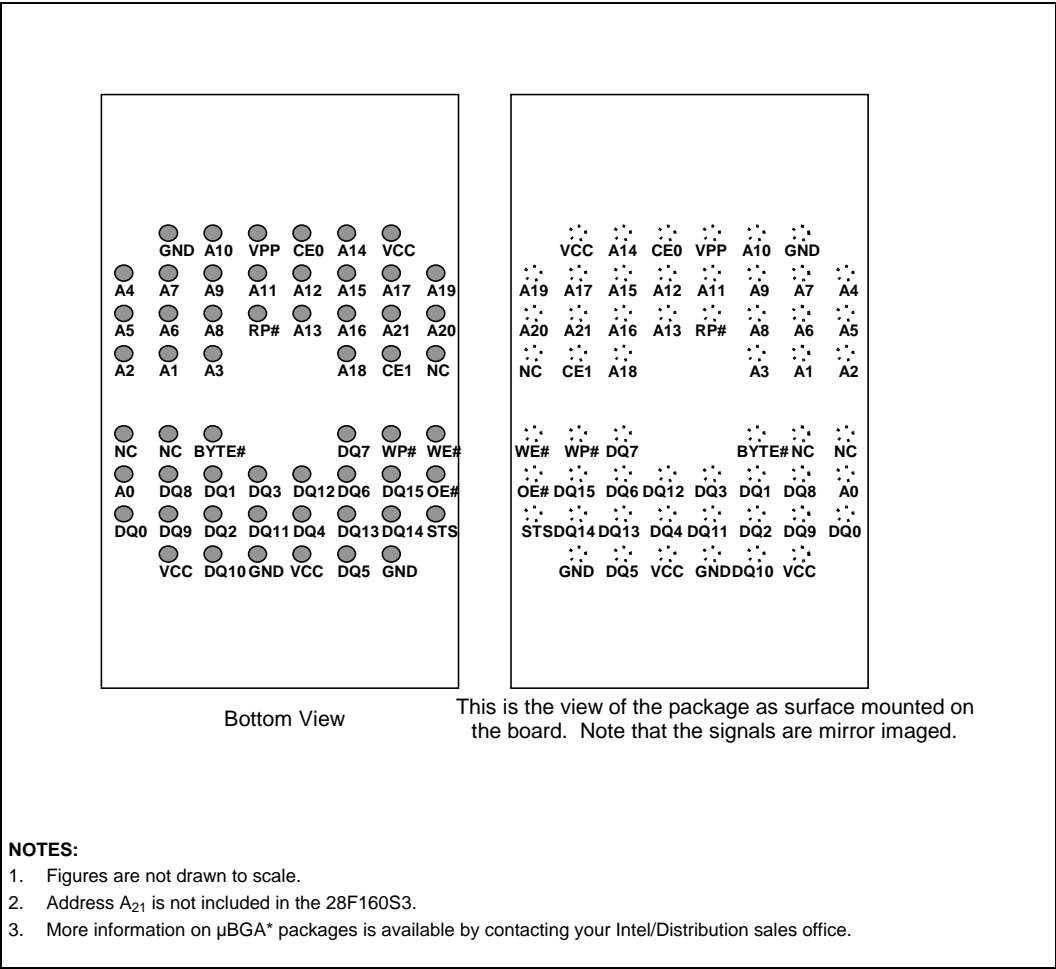 GND A10 VPP CE0 A14 VCC
A4 A7 A9 A11 A12 A15 A17 A19
A5 A6 A8 RP# A13 A16 A21 A20
A2 A1 A3 A18 CE1 NC
NC NC BYTE# DQ7 WP# WE#
A0 DQ8 DQ1 DQ3 DQ12 DQ6 DQ15 OE#
DQ0 DQ9 DQ2 DQ11 DQ4 DQ13 DQ14 STS
VCC DQ10 GND VCC DQ5 GND
Bottom View
VCC A14 CE0 VPP A10 GND
A19 A17 A15 A12 A11 A9 A7 A4
A20 A21 A16 A13 RP# A8 A6 A5
NC CE1 A18 A3 A1 A2
WE# WP# DQ7 BYTE# NC NC
OE# DQ15 DQ6 DQ12 DQ3 DQ1 DQ8 A0
STS DQ14 DQ13 DQ4 DQ11 DQ2 DQ9 DQ0
GND DQ5 VCC GND DQ10 VCC
This is the view of the package as surface mounted on
the board. Note that the signals are mirror imaged.
NOTES:
1. Figures are not drawn to scale.
2. Address A21 is not included in the 28F160S3.
3. More information on µBGA* packages is available by contacting your Intel/Distribution sales office.